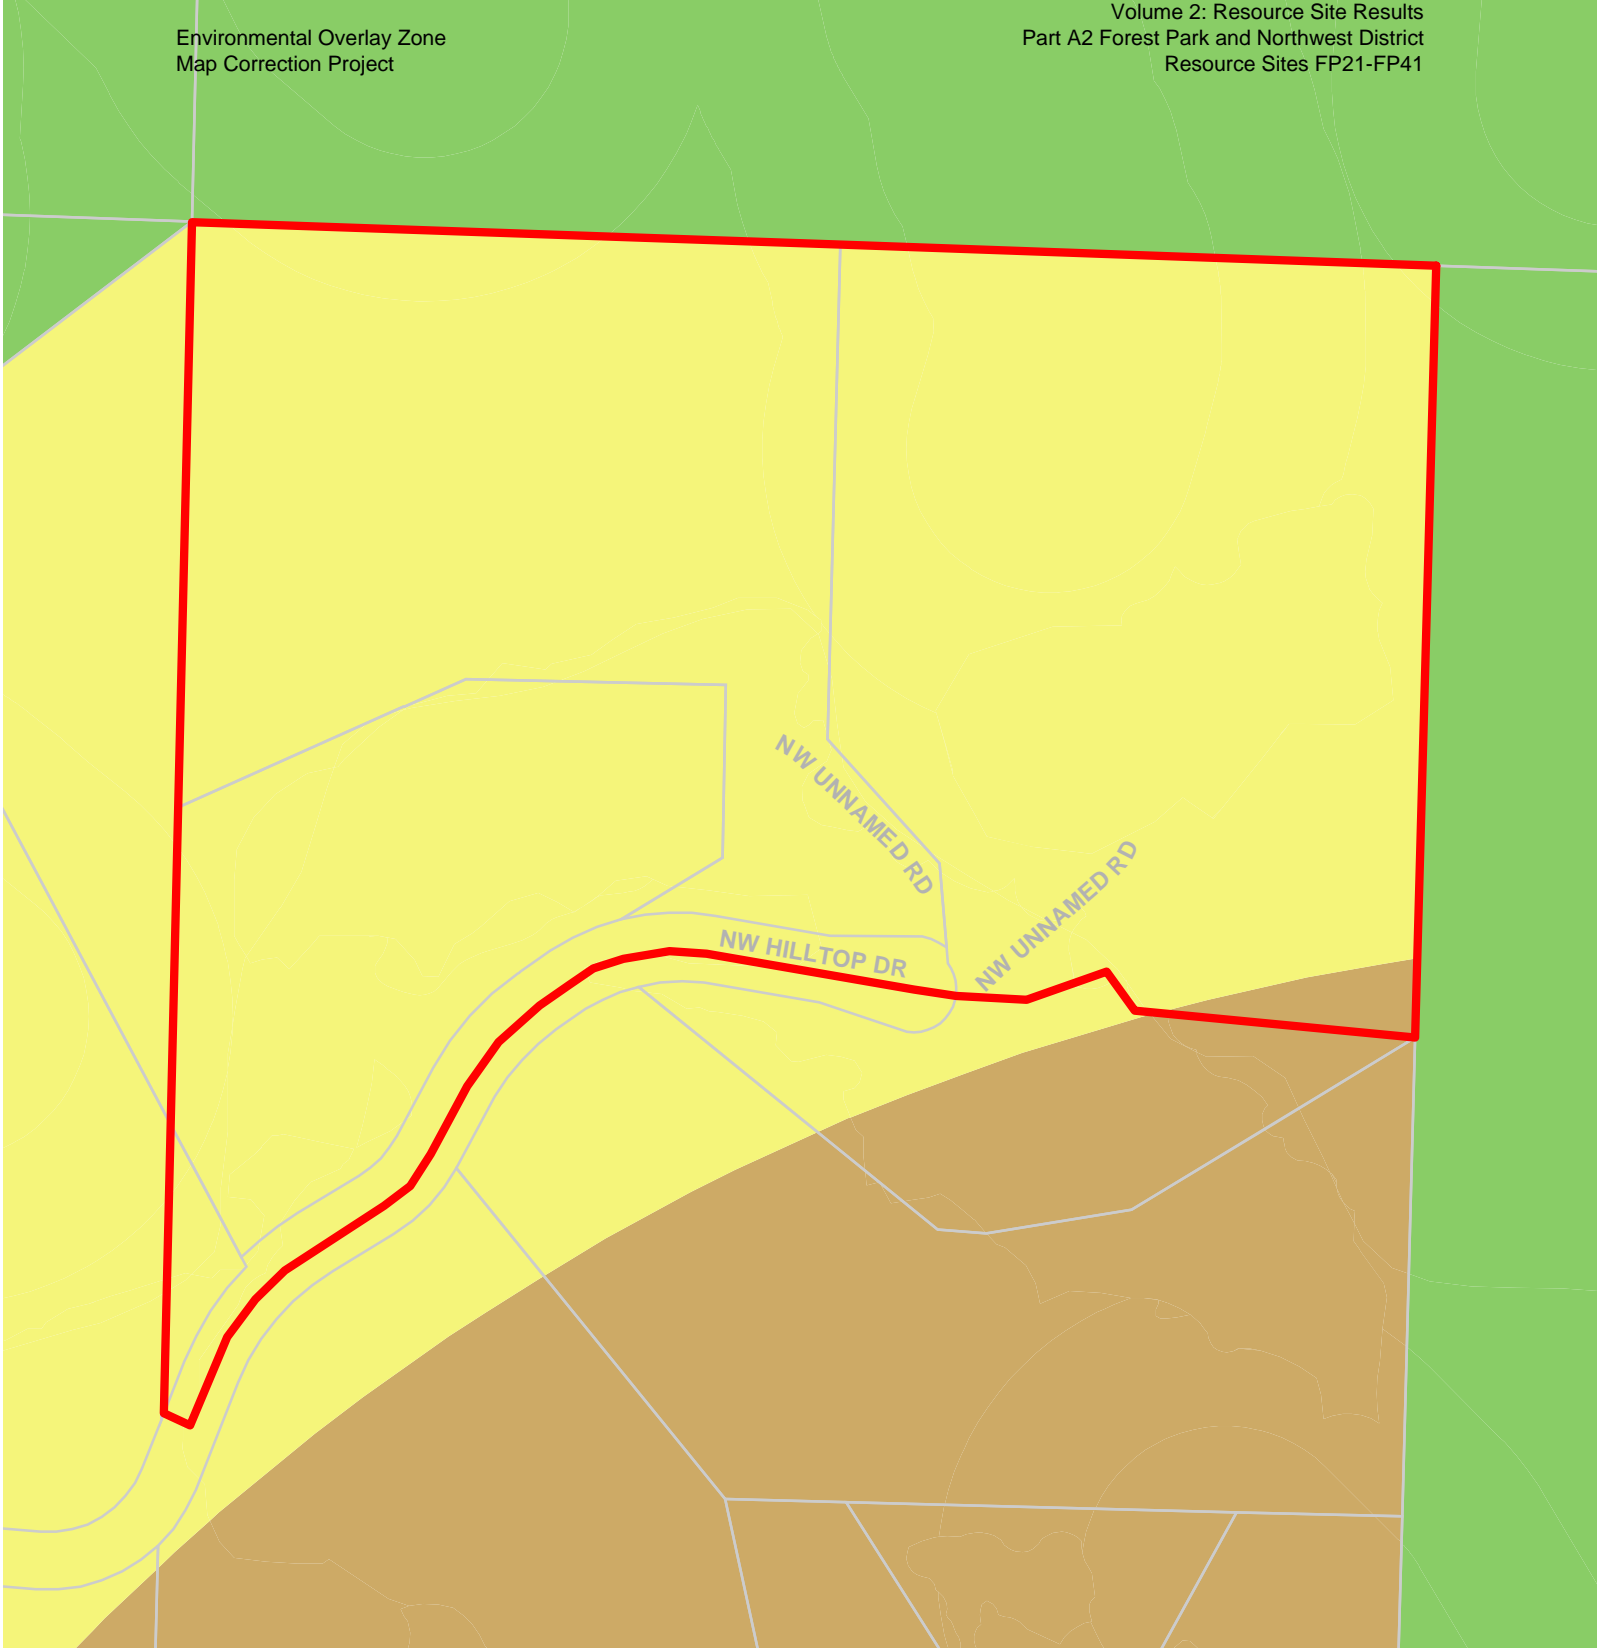 Environmental Overlay Zone
Map Correction Project
Volume 2: Resource Site Results
Part A2 Forest Park and Northwest District
Resource Sites FP21-FP41
NW UNNAMED RD
NW UNNAMED RD
NW HILLTOP DR